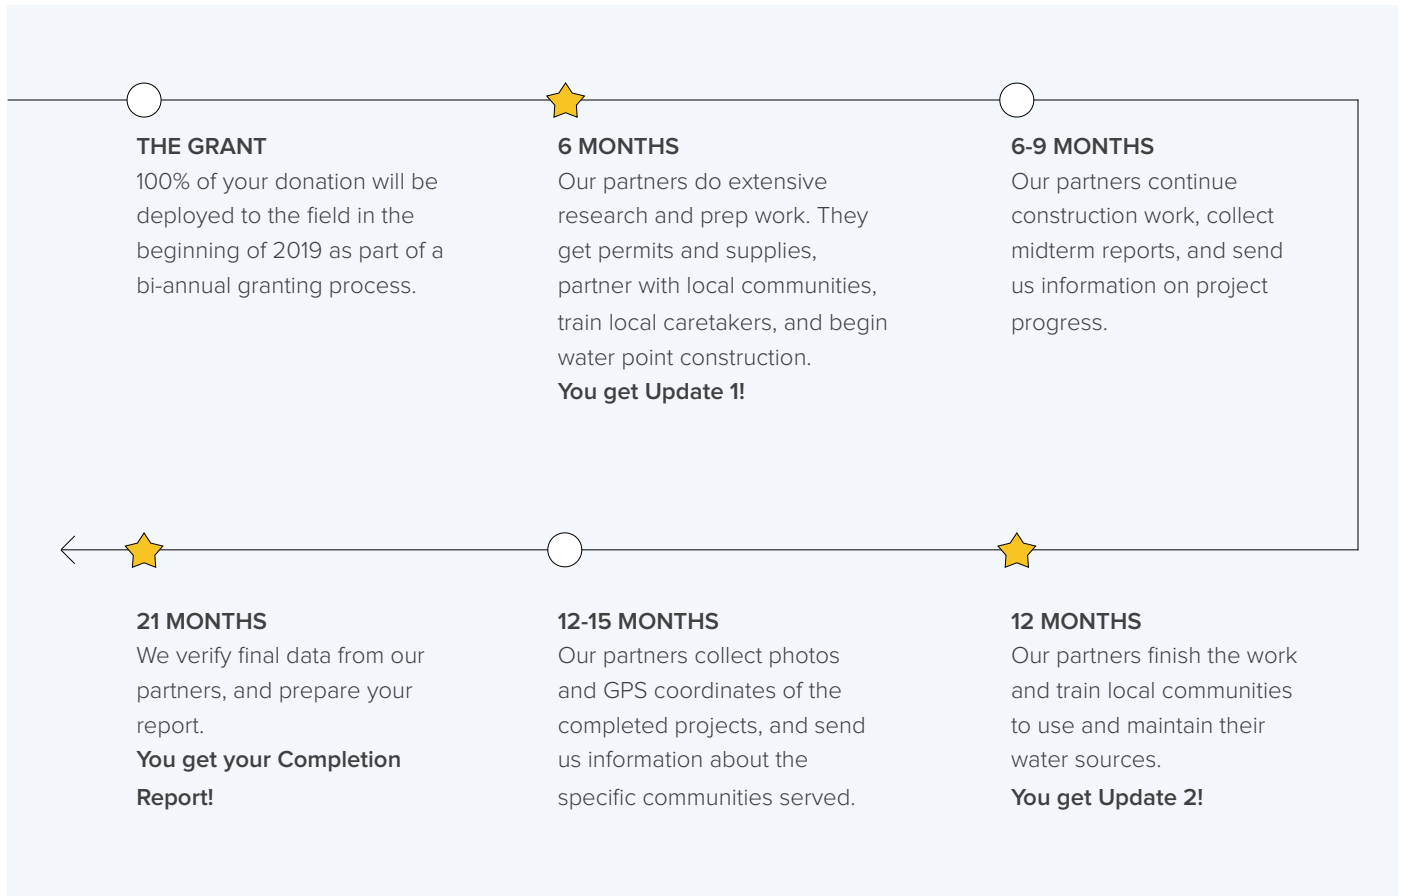 THE GRANT
100% of your donation will be
deployed to the field in the
beginning of 2019 as part of a
bi-annual granting process.
6 MONTHS
Our partners do extensive
research and prep work. They
get permits and supplies,
partner with local communities,
train local caretakers, and begin
water point construction.
You get Update 1!
6-9 MONTHS
Our partners continue
construction work, collect
midterm reports, and send
us information on project
progress.
12 MONTHS
Our partners finish the work
and train local communities
to use and maintain their
water sources.
You get Update 2!
12-15 MONTHS
Our partners collect photos
and GPS coordinates of the
completed projects, and send
us information about the
specific communities served.
21 MONTHS
We verify final data from our
partners, and prepare your
report.
You get your Completion
Report!